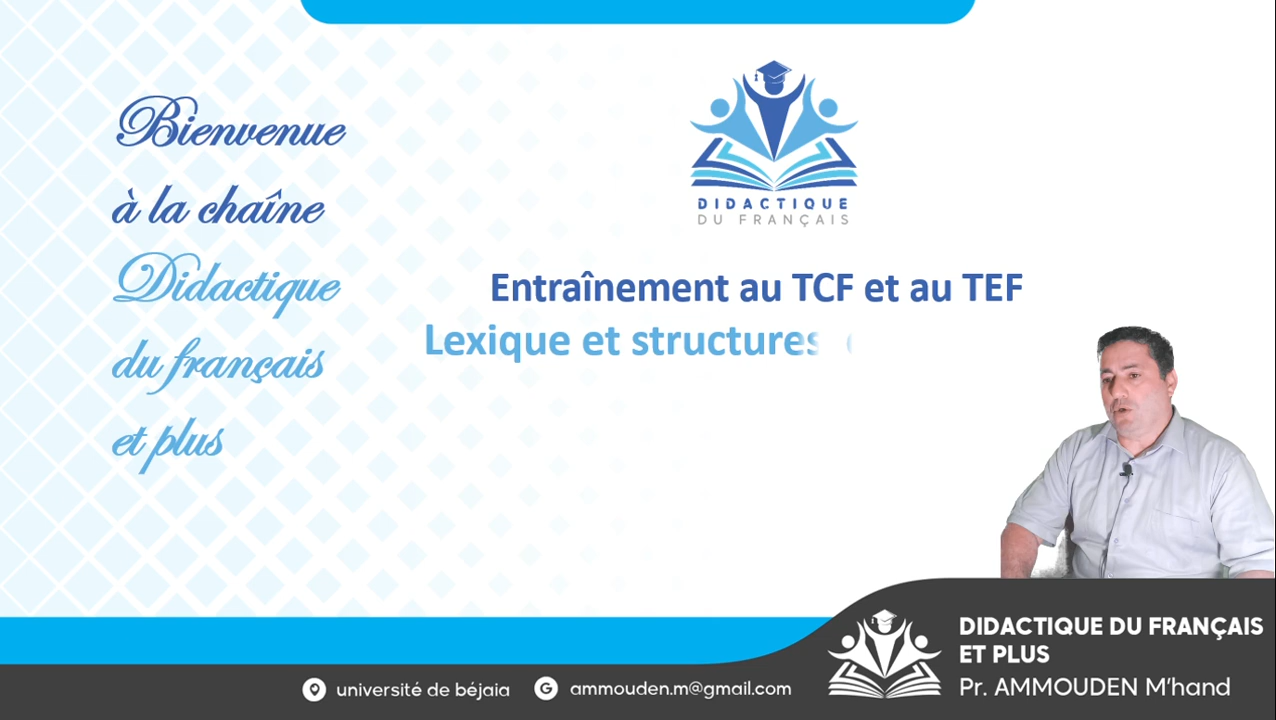 Bienvenue
à la chaîne
Didactique
du français
et plus
DIDACTIQUE
DU FRANÇAIS
Entraînement au TCF et au TEF
Lexique et structures
DIDACTIQUE DU FRANÇAIS
ET PLUS
Pr. AMMOUDEN M'hand
université de béjaia
ammouden.m@gmail.com